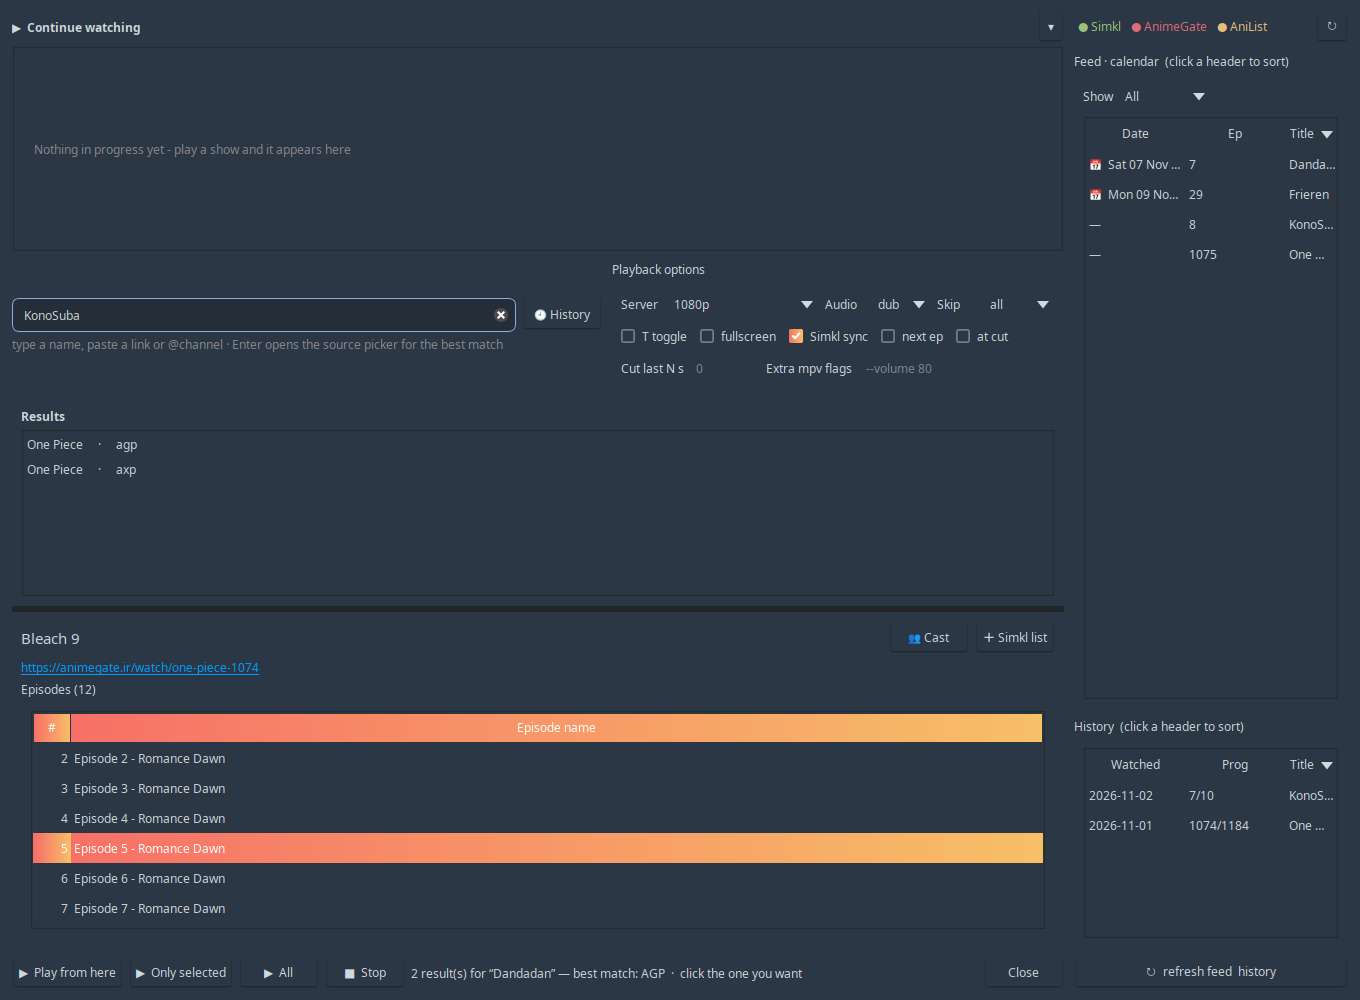 ▶ Continue watching
▼
Nothing in progress yet - play a show and it appears here
Playback options
KonoSuba
History
type a name, paste a link or @channel · Enter opens the source picker for the best match
Server 1080p Audio dub Skip all
T toggle fullscreen Simkl sync next ep at cut
Cut last N s 0 Extra mpv flags --volume 80
Results
One Piece · agp
One Piece · axp
Bleach 9
Cast
+ Simkl list
https://animegate.ir/watch/one-piece-1074
Episodes (12)
# Episode name
2 Episode 2 - Romance Dawn
3 Episode 3 - Romance Dawn
4 Episode 4 - Romance Dawn
5 Episode 5 - Romance Dawn
6 Episode 6 - Romance Dawn
7 Episode 7 - Romance Dawn
▶ Play from here
▶ Only selected
▶ All
■ Stop
2 result(s) for “Dandadan” — best match: AGP · click the one you want
Close
● Simkl ● AnimeGate ● AniList ↻
Feed · calendar (click a header to sort)
Show All
Date Ep Title
Sat 07 Nov ... 7 Danda...
Mon 09 No... 29 Frieren
— 8 KonoS...
— 1075 One ...
History (click a header to sort)
Watched Prog Title
2026-11-02 7/10 KonoS...
2026-11-01 1074/1184 One ...
↻ refresh feed history